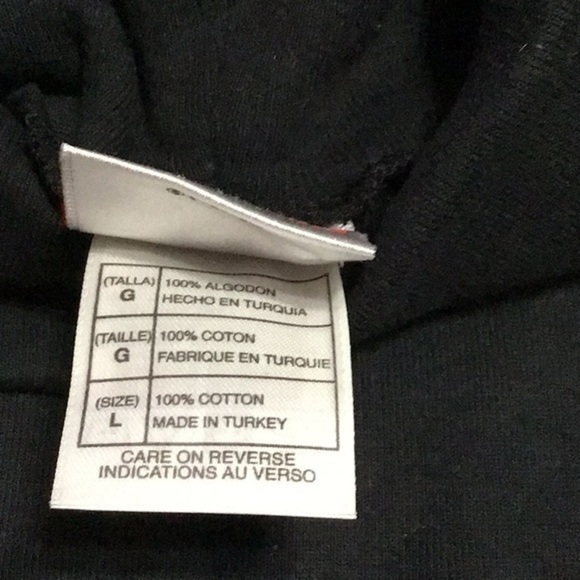 (TALLA) 100% ALGODON
G HECHO EN TURQUIA
(TAILLE) 100% COTON
G FABRIQUE EN TURQUIE
(SIZE) 100% COTTON
L MADE IN TURKEY
CARE ON REVERSE
INDICATIONS AU VERSO